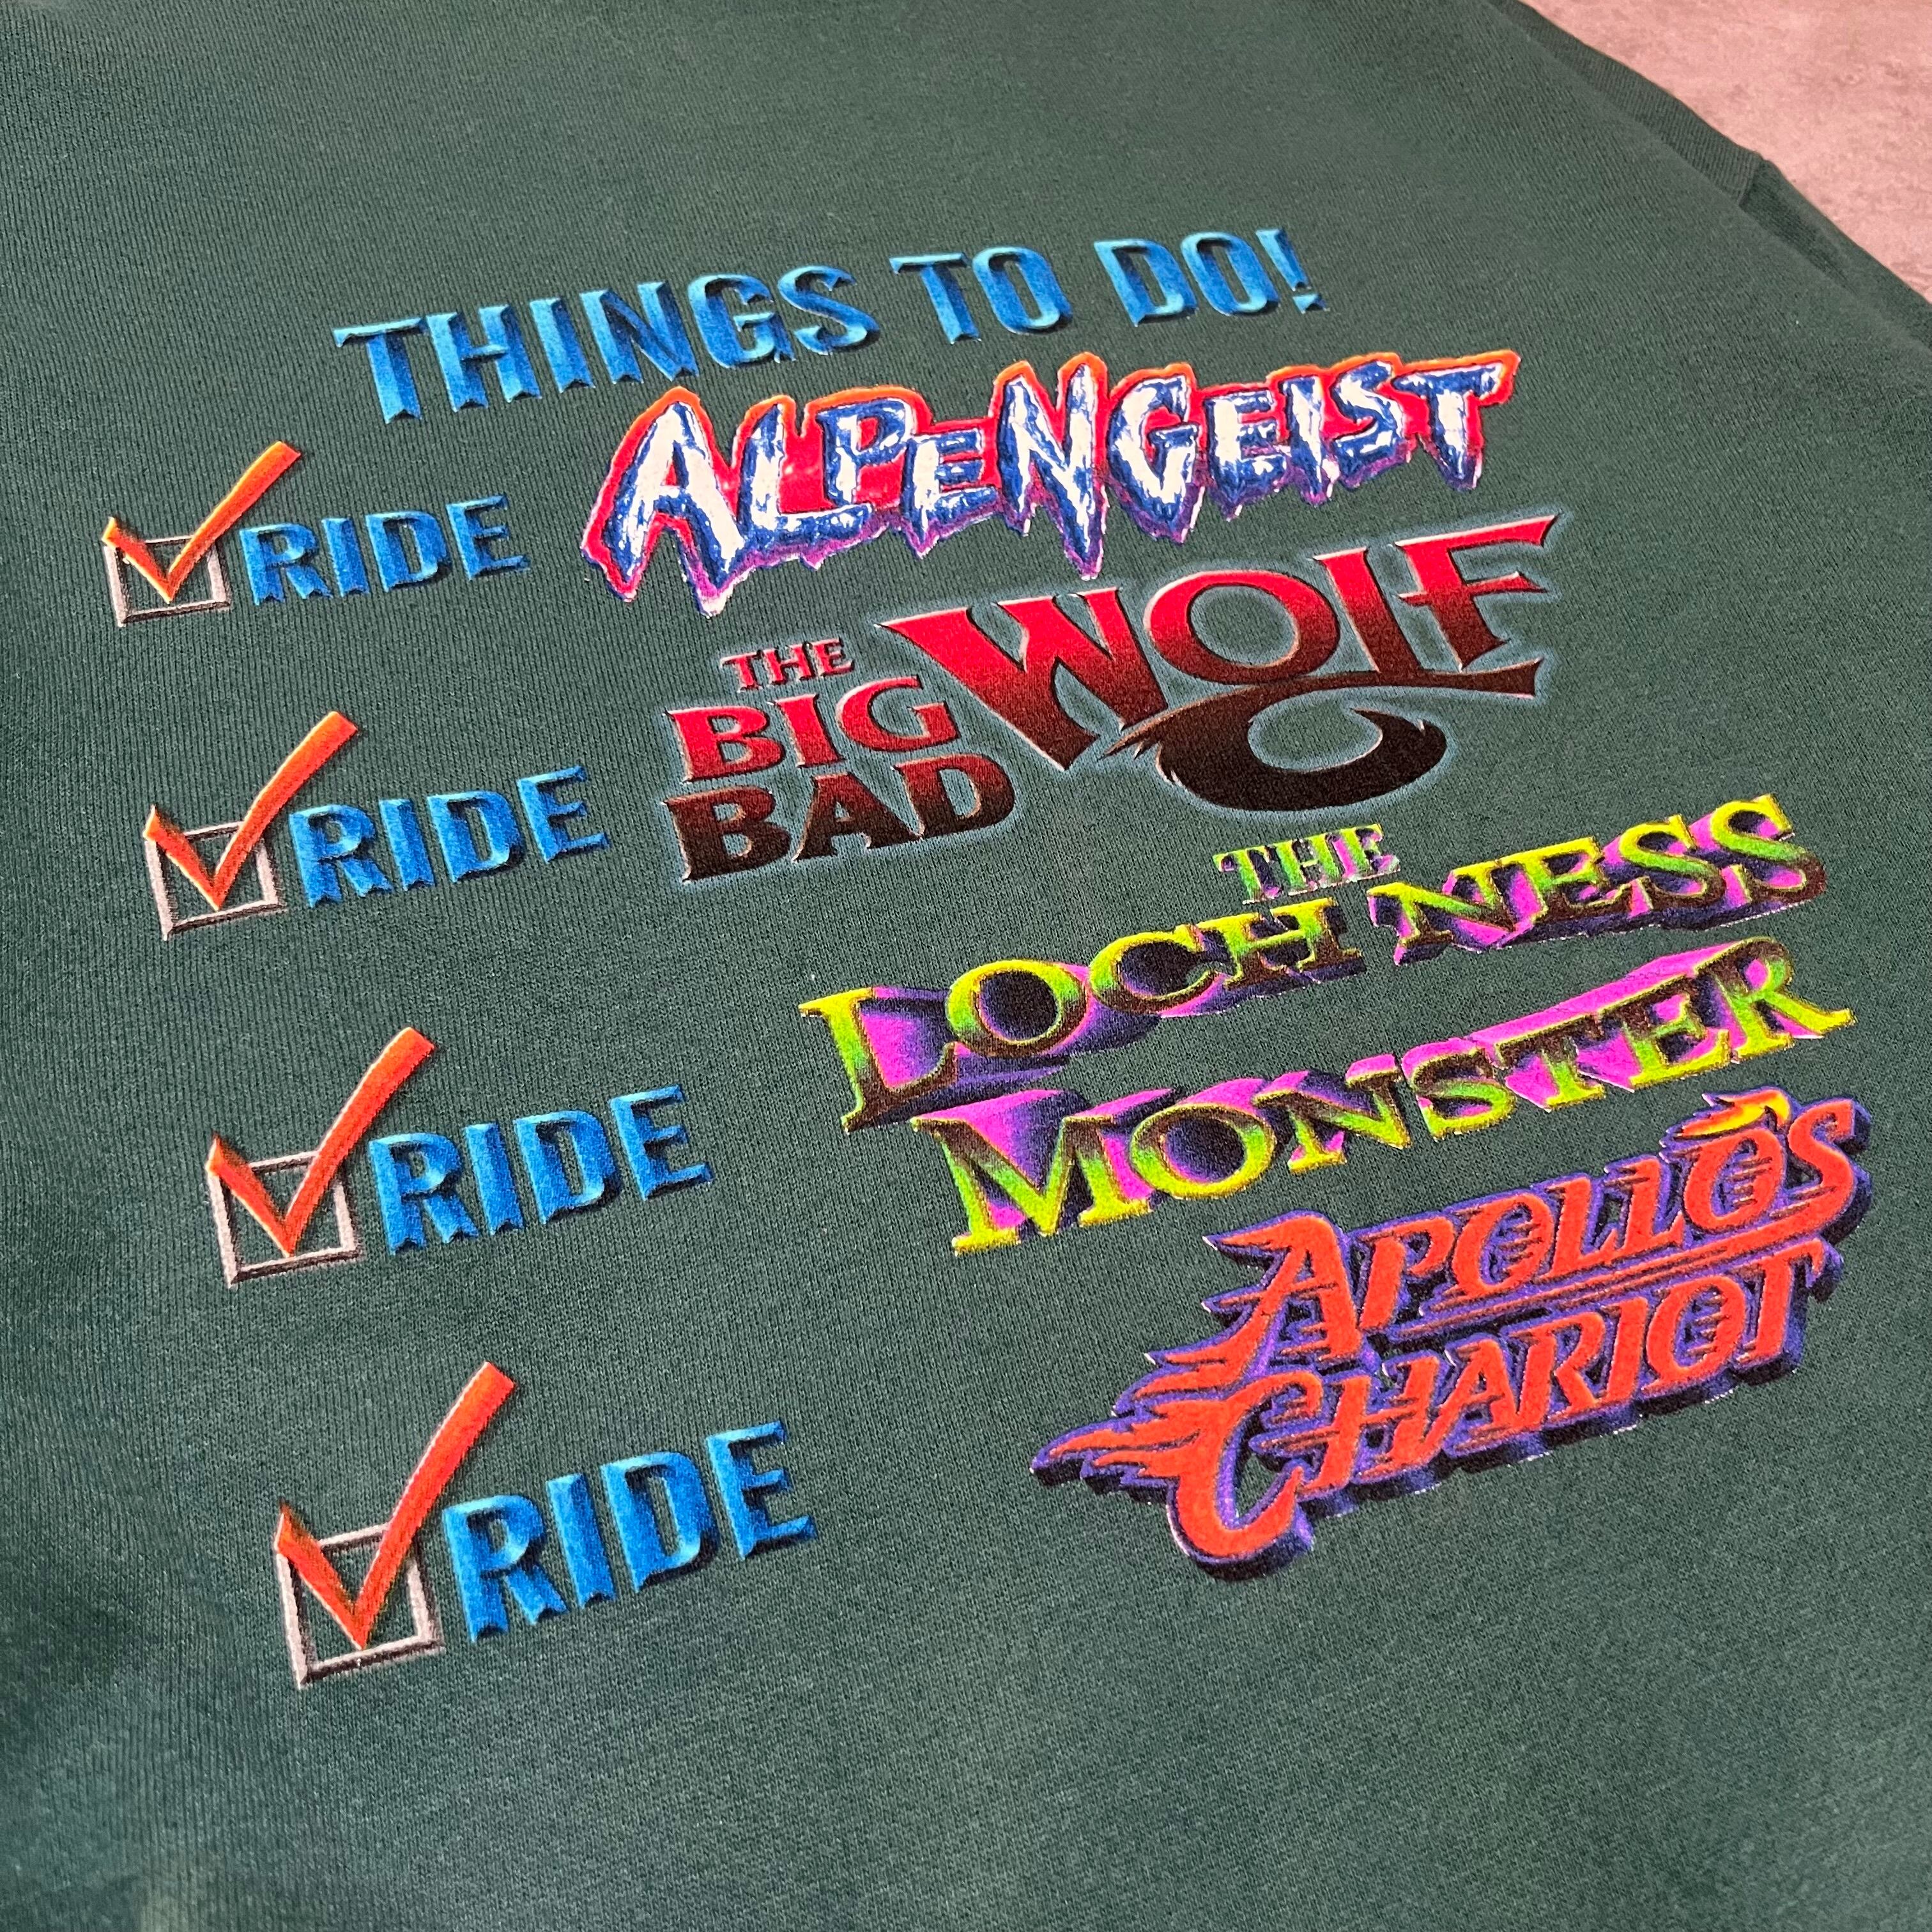 THINGS TO DO!
RIDE ALPENGEIST
RIDE THE BIG BAD WOLF
RIDE THE LOCH NESS MONSTER
RIDE APOLLO'S CHARIOT